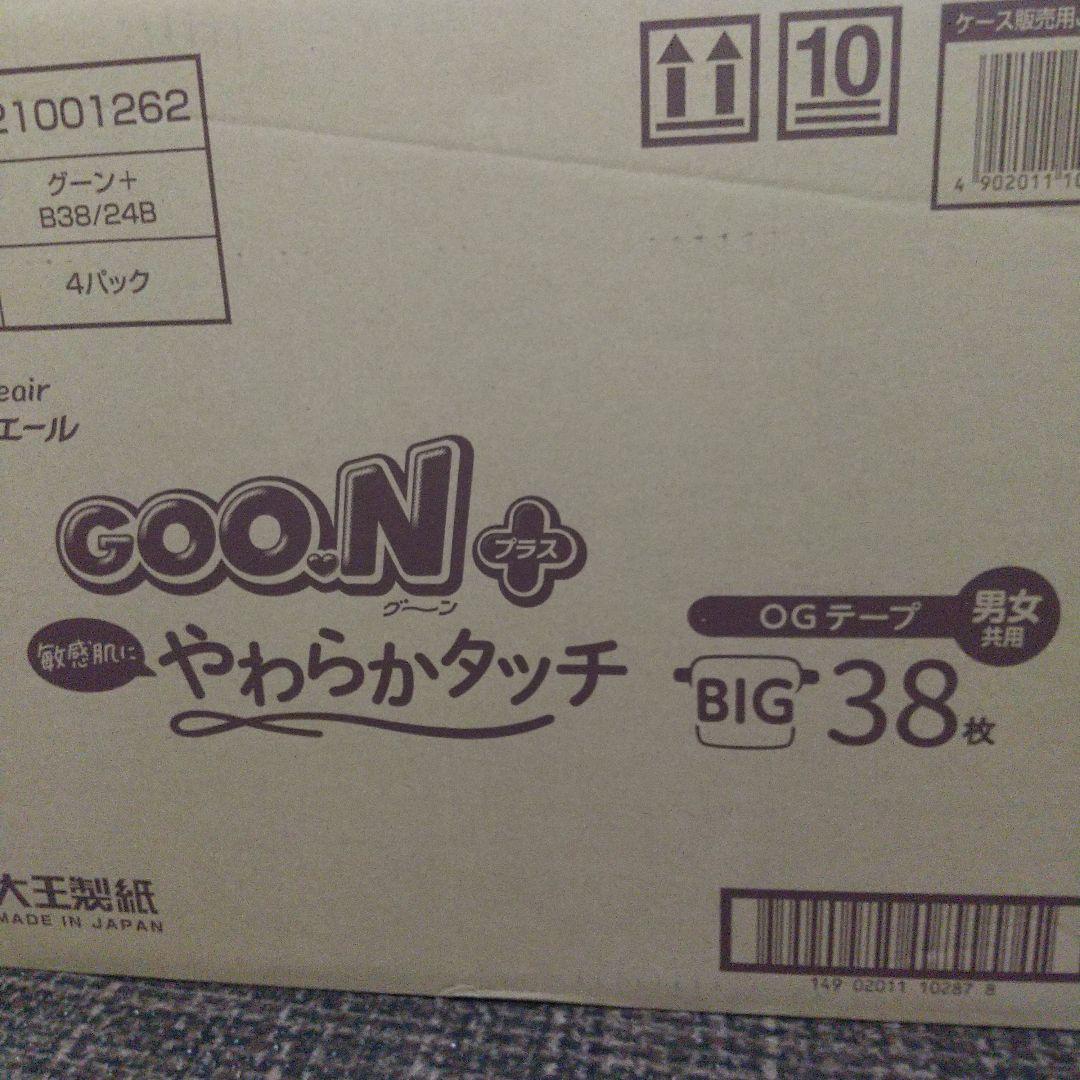 21001262
グーン＋
B38/24B
4パック
10
ケース販売用
4 902011 10
eair
エール
GOO.N
プラス
グ〜ン
敏感肌に
やわらかタッチ
OGテープ
男女
共用
BIG
38枚
大王製紙
MADE IN JAPAN
149 02011 10287 8